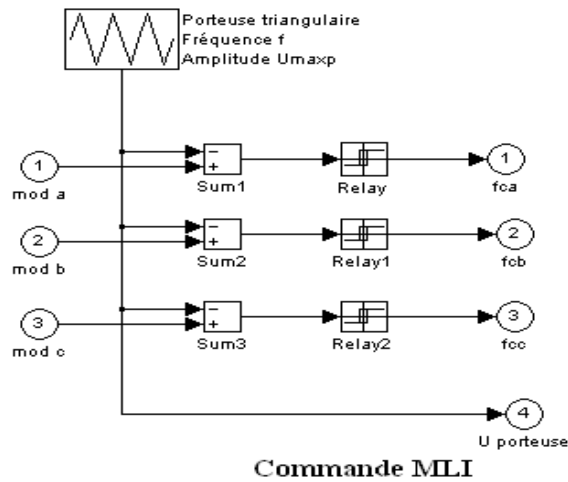 Porteuse triangulaire
Fréquence f
Amplitude Umaxp
1
mod a
−
+
Sum1
Relay
1
fca
2
mod b
−
+
Sum2
Relay1
2
fcb
3
mod c
−
+
Sum3
Relay2
3
fcc
4
U porteuse
Commande MLI